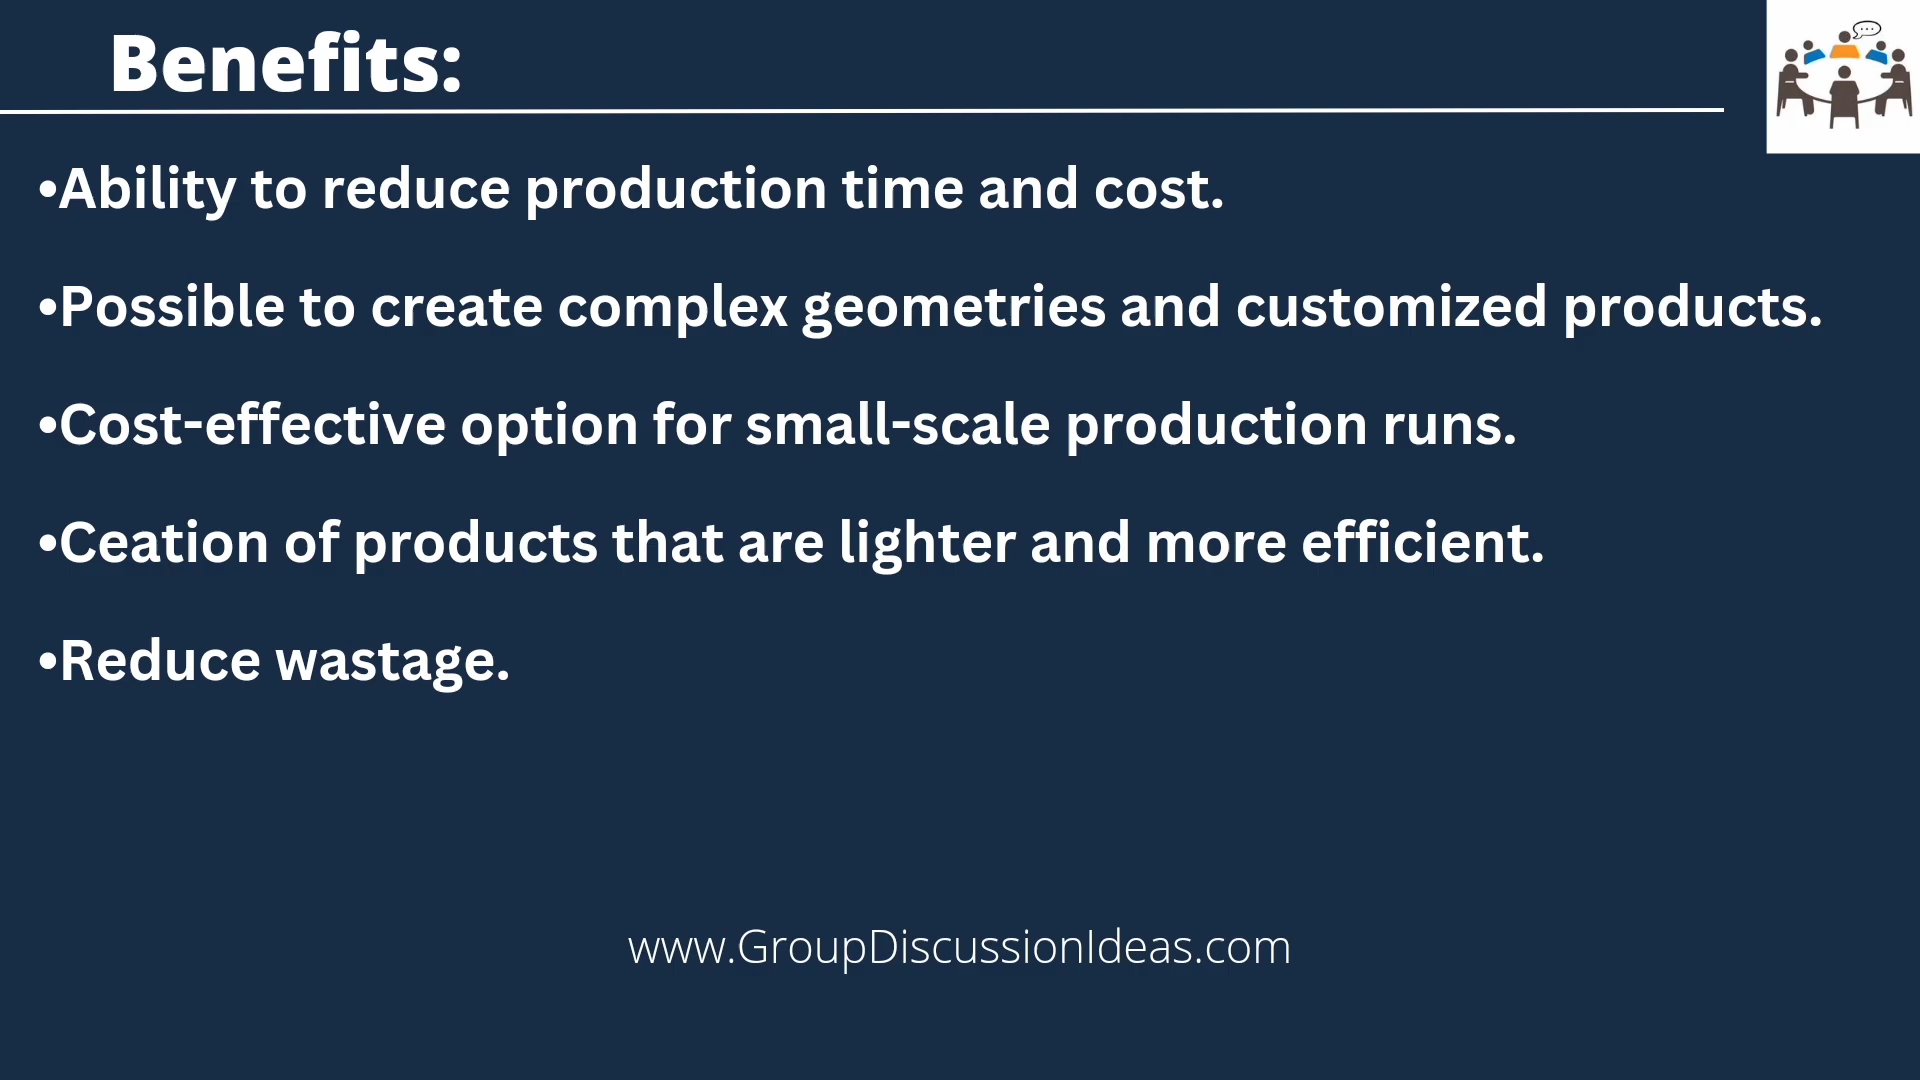 Benefits:
•Ability to reduce production time and cost.
•Possible to create complex geometries and customized products.
•Cost-effective option for small-scale production runs.
•Ceation of products that are lighter and more efficient.
•Reduce wastage.
www.GroupDiscussionIdeas.com